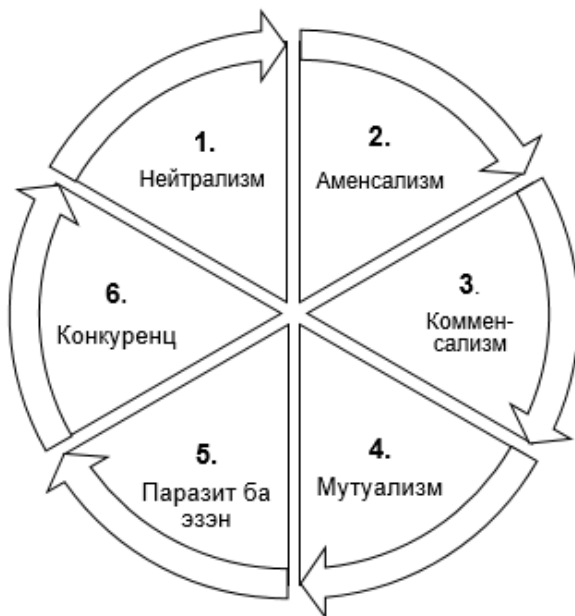 1.
Нейтрализм
2.
Аменсализм
3.
Коммен-
сализм
4.
Мутуализм
5.
Паразит ба
эзэн
6.
Конкуренц